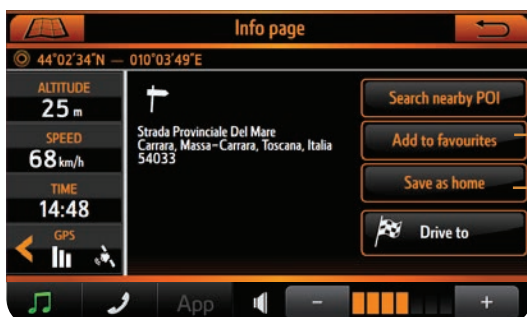 Info page
44°02'34"N — 010°03'49"E
ALTITUDE
25 m
SPEED
68 km/h
TIME
14:48
GPS
Strada Provinciale Del Mare
Carrara, Massa-Carrara, Toscana, Italia
54033
Search nearby POI
Add to favourites
Save as home
Drive to
App
− +